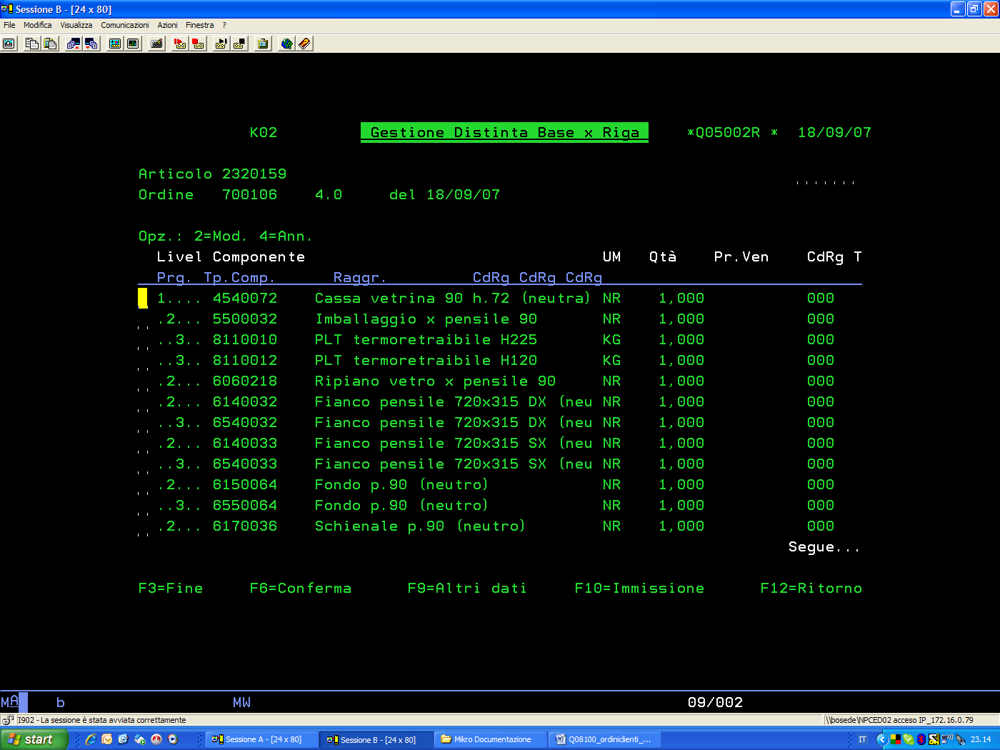 Sessione B - [24 x 80]
File Modifica Visualizza Comunicazioni Azioni Finestra ?
K02 Gestione Distinta Base x Riga *Q05002R * 18/09/07
Articolo 2320159
Ordine 700106 4.0 del 18/09/07
Opz.: 2=Mod. 4=Ann.
Livel Componente UM Qtà Pr.Ven CdRg T
Prg. Tp.Comp. Raggr. CdRg CdRg CdRg
1.... 4540072 Cassa vetrina 90 h.72 (neutra) NR 1,000 000
.2... 5500032 Imballaggio x pensile 90 NR 1,000 000
..3.. 8110010 PLT termoretraibile H225 KG 1,000 000
..3.. 8110012 PLT termoretraibile H120 KG 1,000 000
.2... 6060218 Ripiano vetro x pensile 90 NR 1,000 000
.2... 6140032 Fianco pensile 720x315 DX (neu NR 1,000 000
..3.. 6540032 Fianco pensile 720x315 DX (neu NR 1,000 000
.2... 6140033 Fianco pensile 720x315 SX (neu NR 1,000 000
..3.. 6540033 Fianco pensile 720x315 SX (neu NR 1,000 000
.2... 6150064 Fondo p.90 (neutro) NR 1,000 000
..3.. 6550064 Fondo p.90 (neutro) NR 1,000 000
.2... 6170036 Schienale p.90 (neutro) NR 1,000 000
Segue...
F3=Fine F6=Conferma F9=Altri dati F10=Immissione F12=Ritorno
MA b MW 09/002
I902 - La sessione è stata avviata correttamente \\bosede\NPCED02 acceso IP_172.16.0.79
start Sessione A - [24 x 80] Sessione B - [24 x 80] Mikro Documentazione Q08100_ordiniclienti_... IT 23.14